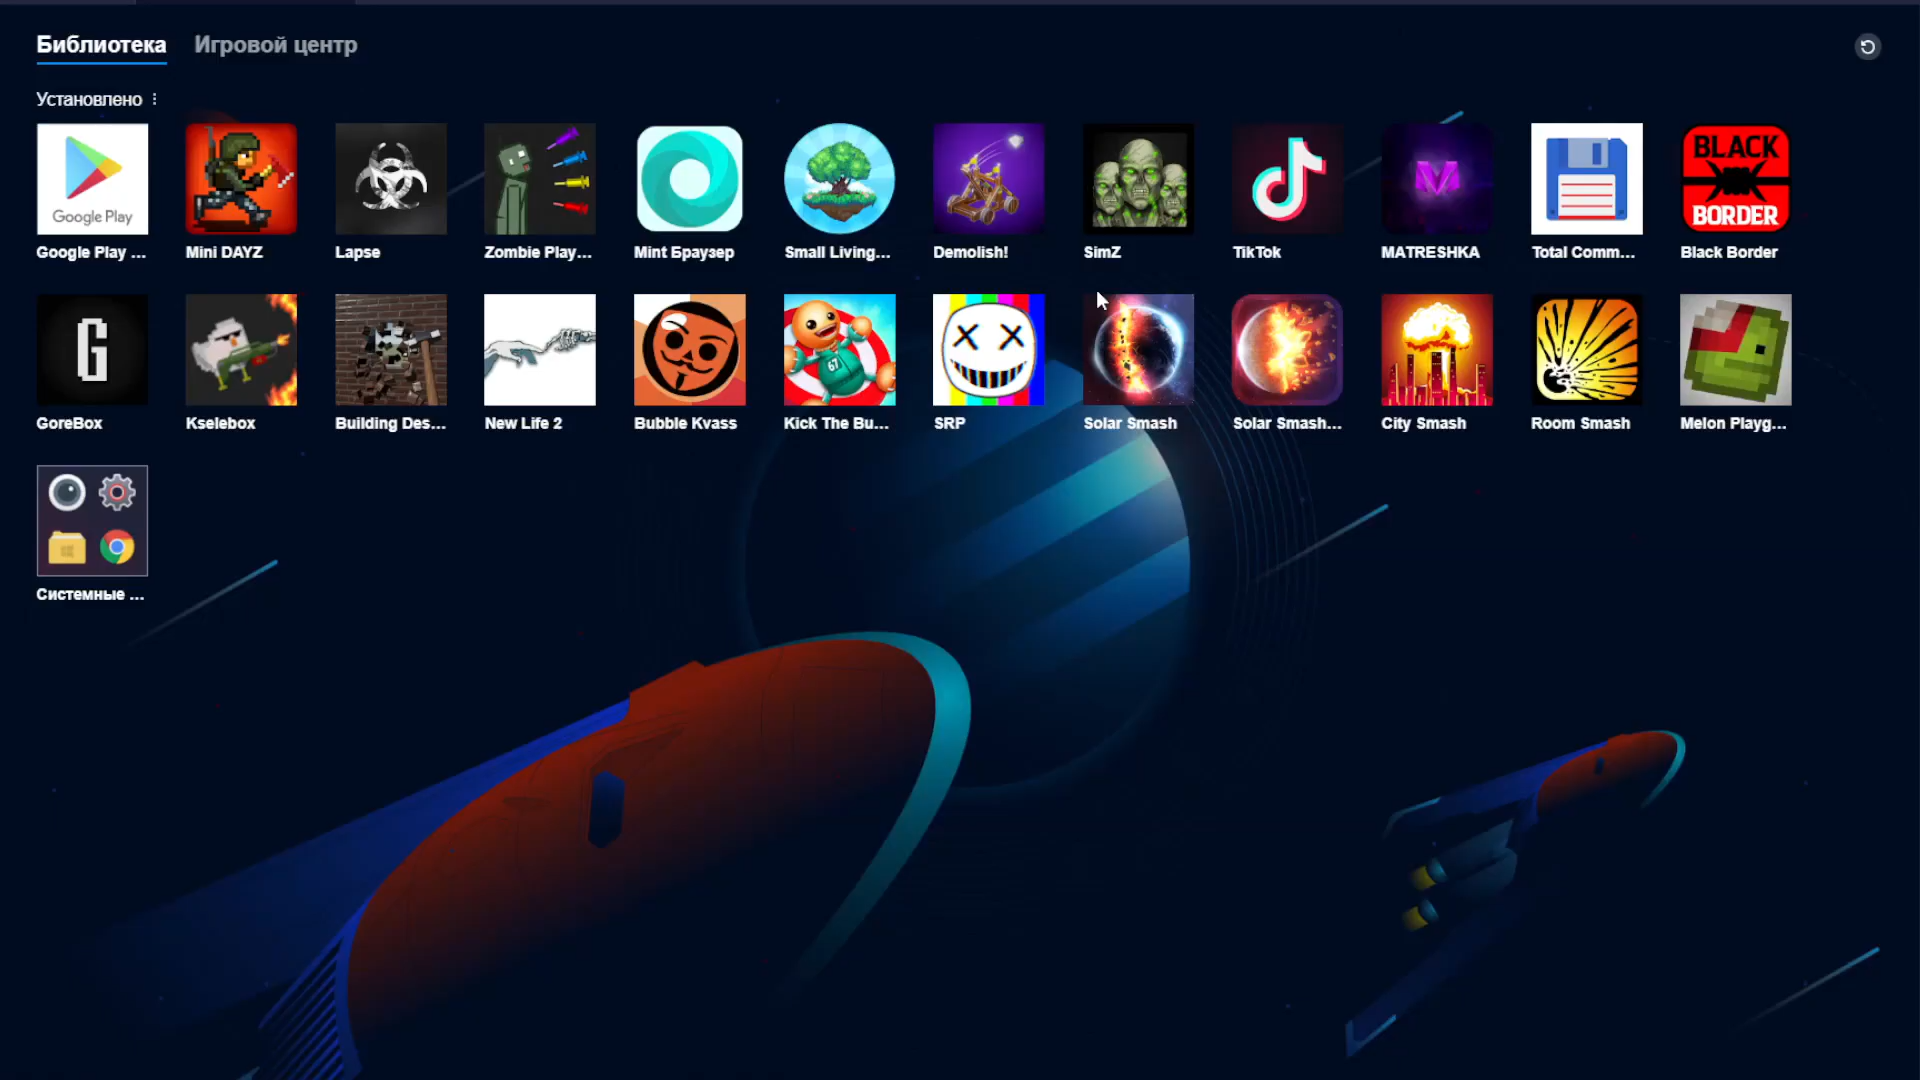 Библиотека Игровой центр
Установлено
Google Play
Google Play ...
Mini DAYZ
Lapse
Zombie Play...
Mint Браузер
Small Living...
Demolish!
SimZ
TikTok
M
MATRESHKA
Total Comm...
BLACK
BORDER
Black Border
G
GoreBox
Kselebox
Building Des...
New Life 2
Bubble Kvass
67
Kick The Bu...
SRP
Solar Smash
Solar Smash...
City Smash
Room Smash
Melon Playg...
Системные ...